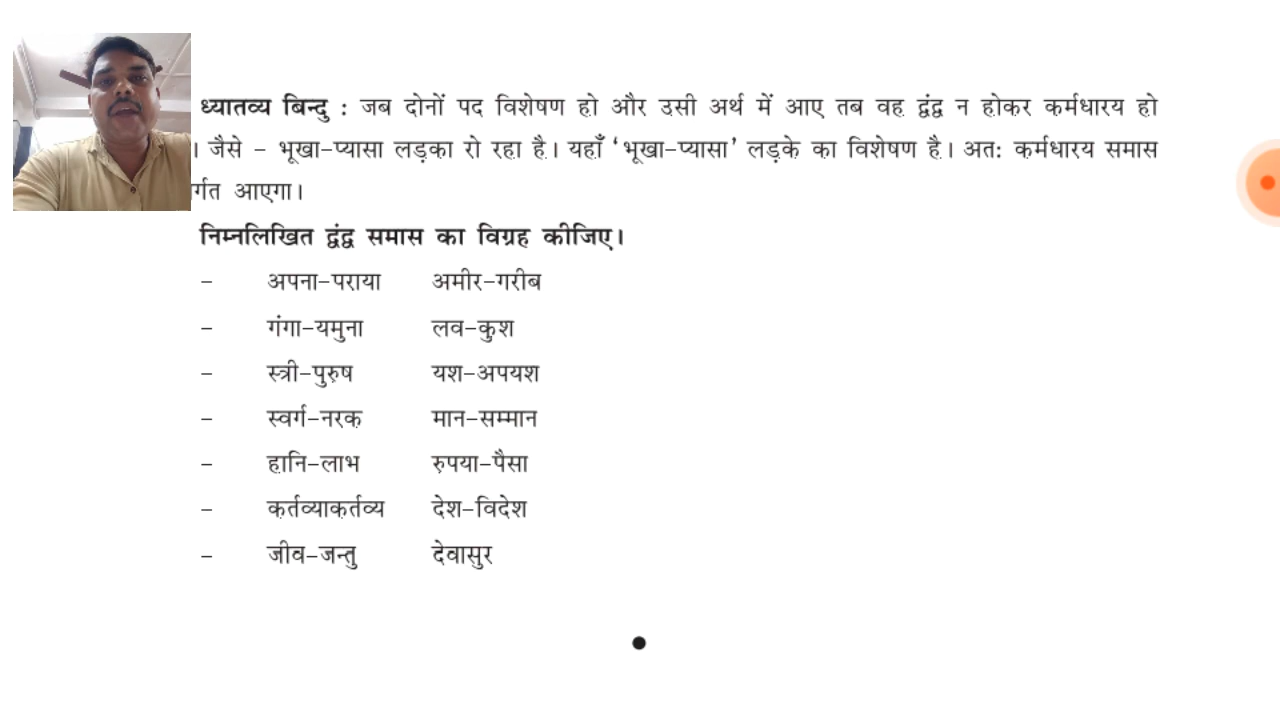 ध्यातव्य बिन्दु : जब दोनों पद विशेषण हो और उसी अर्थ में आए तब वह द्वंद्व न होकर कर्मधारय हो
। जैसे - भूखा-प्यासा लड़का रो रहा है। यहाँ ‘भूखा-प्यासा’ लड़के का विशेषण है। अतः कर्मधारय समास
र्गत आएगा।
निम्नलिखित द्वंद्व समास का विग्रह कीजिए।
- अपना-पराया अमीर-गरीब
- गंगा-यमुना लव-कुश
- स्त्री-पुरुष यश-अपयश
- स्वर्ग-नरक मान-सम्मान
- हानि-लाभ रुपया-पैसा
- कर्तव्याकर्तव्य देश-विदेश
- जीव-जन्तु देवासुर